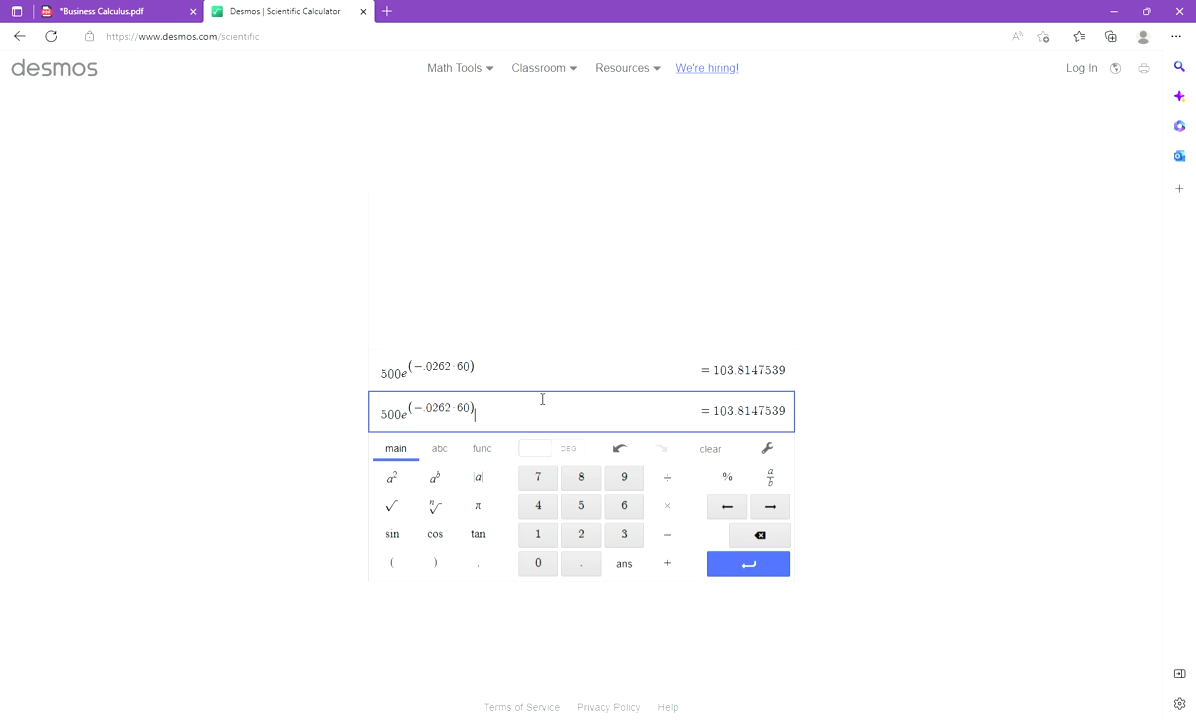 *Business Calculus.pdf
Desmos | Scientific Calculator
https://www.desmos.com/scientific
desmos
Math Tools
Classroom
Resources
We're hiring!
Log In
500e^(−.0262·60)
= 103.8147539
500e^(−.0262·60)
= 103.8147539
main abc func DEG clear
a² aᵇ |a| 7 8 9 ÷ % a/b
√ ⁿ√ π 4 5 6 × ← →
sin cos tan 1 2 3 −
( ) , 0 . ans +
Terms of Service Privacy Policy Help